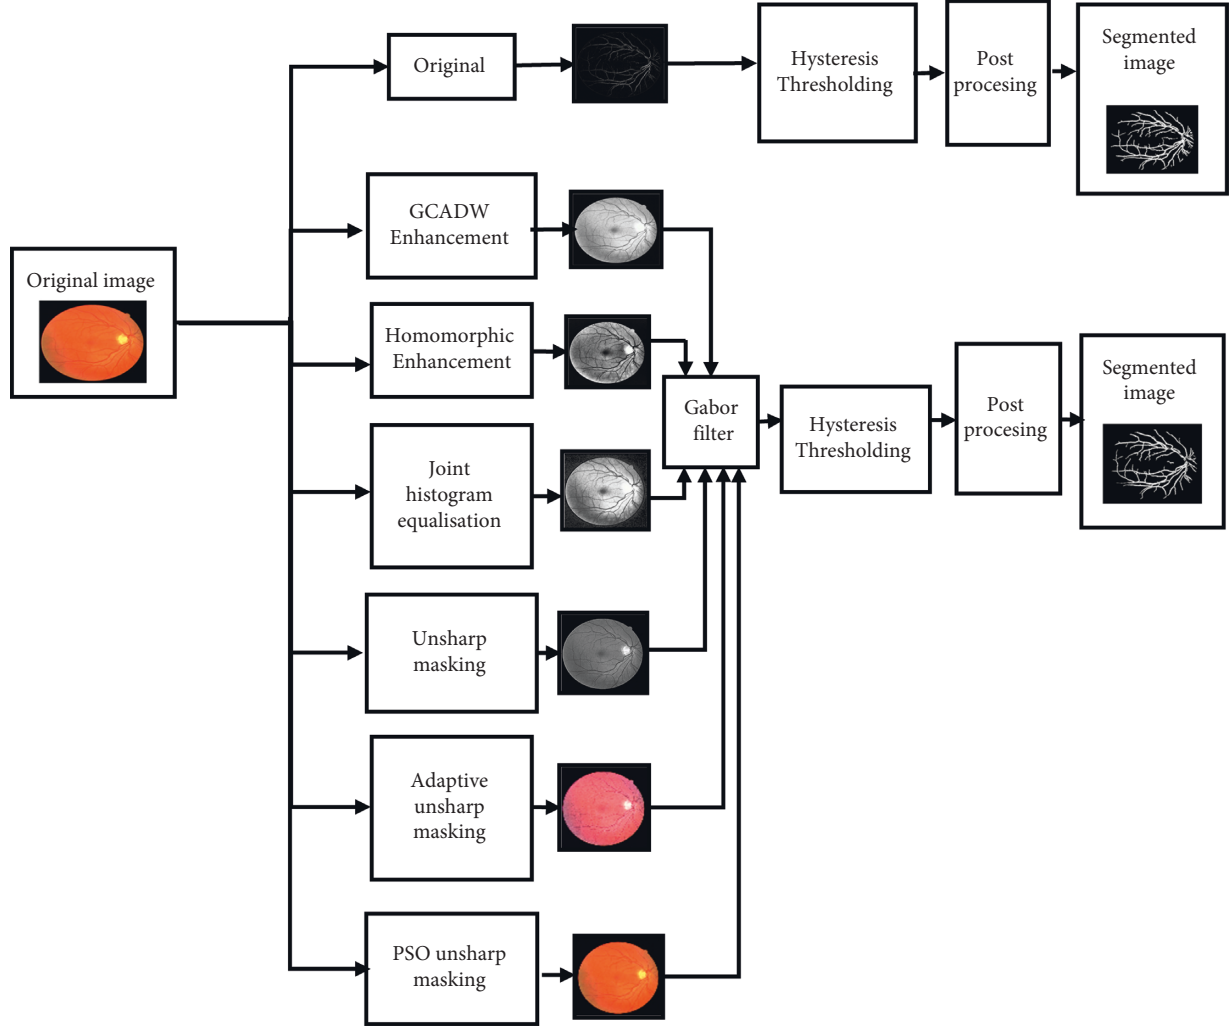 Original image
Original
Hysteresis
Thresholding
Post
procesing
Segmented
image
GCADW
Enhancement
Homomorphic
Enhancement
Joint
histogram
equalisation
Unsharp
masking
Adaptive
unsharp
masking
PSO unsharp
masking
Gabor
filter
Hysteresis
Thresholding
Post
procesing
Segmented
image